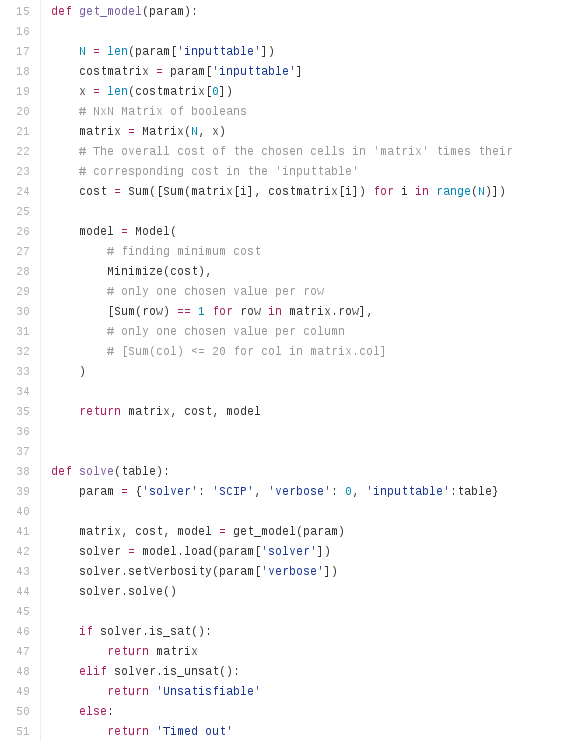 15 def get_model(param):
16
17     N = len(param['inputtable'])
18     costmatrix = param['inputtable']
19     x = len(costmatrix[0])
20     # NxN Matrix of booleans
21     matrix = Matrix(N, x)
22     # The overall cost of the chosen cells in 'matrix' times their
23     # corresponding cost in the 'inputtable'
24     cost = Sum([Sum(matrix[i], costmatrix[i]) for i in range(N)])
25
26     model = Model(
27         # finding minimum cost
28         Minimize(cost),
29         # only one chosen value per row
30         [Sum(row) == 1 for row in matrix.row],
31         # only one chosen value per column
32         # [Sum(col) <= 20 for col in matrix.col]
33     )
34
35     return matrix, cost, model
36
37
38 def solve(table):
39     param = {'solver': 'SCIP', 'verbose': 0, 'inputtable':table}
40
41     matrix, cost, model = get_model(param)
42     solver = model.load(param['solver'])
43     solver.setVerbosity(param['verbose'])
44     solver.solve()
45
46     if solver.is_sat():
47         return matrix
48     elif solver.is_unsat():
49         return 'Unsatisfiable'
50     else:
51         return 'Timed out'